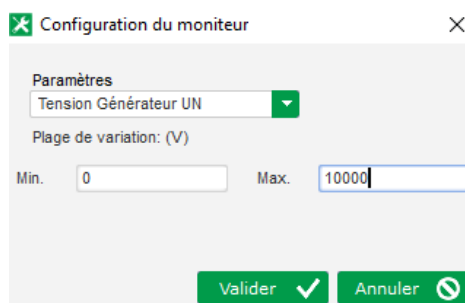 Configuration du moniteur
Paramètres
Tension Générateur UN
Plage de variation: (V)
Min. 0 Max. 10000
Valider Annuler